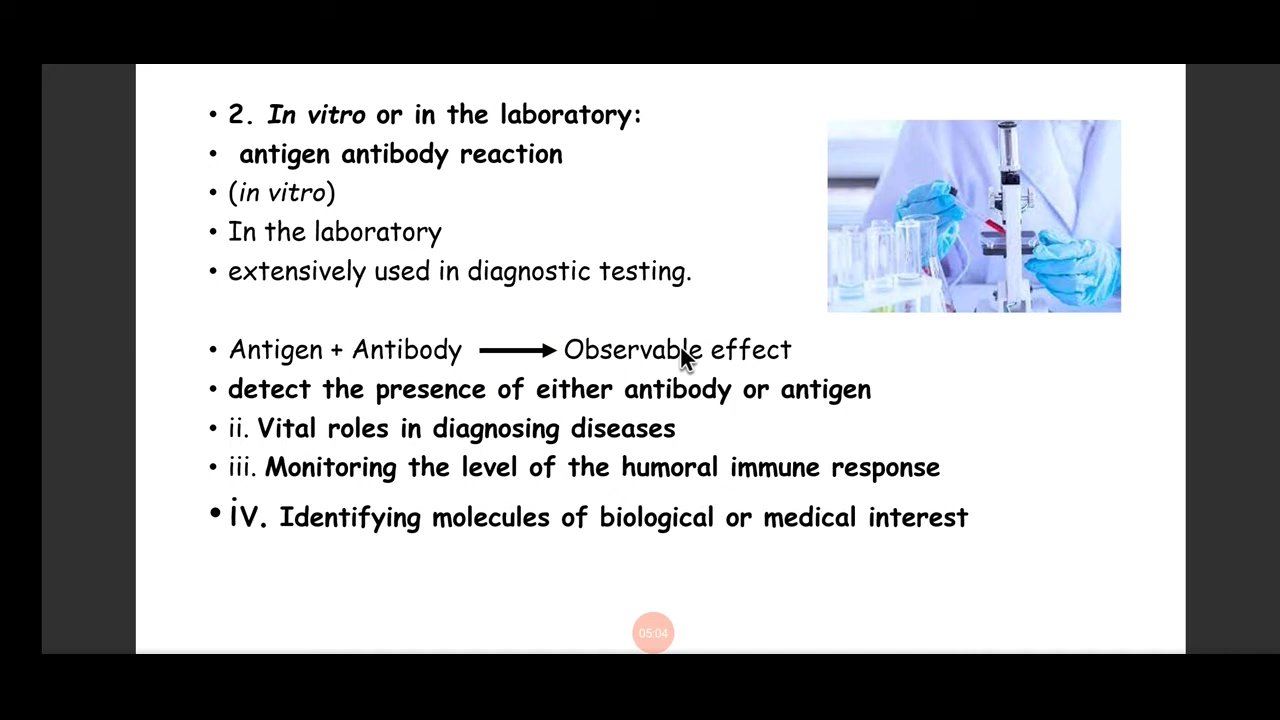 • 2. In vitro or in the laboratory:
• antigen antibody reaction
• (in vitro)
• In the laboratory
• extensively used in diagnostic testing.
• Antigen + Antibody ⟶ Observable effect
• detect the presence of either antibody or antigen
• ii. Vital roles in diagnosing diseases
• iii. Monitoring the level of the humoral immune response
• iv. Identifying molecules of biological or medical interest
05:04